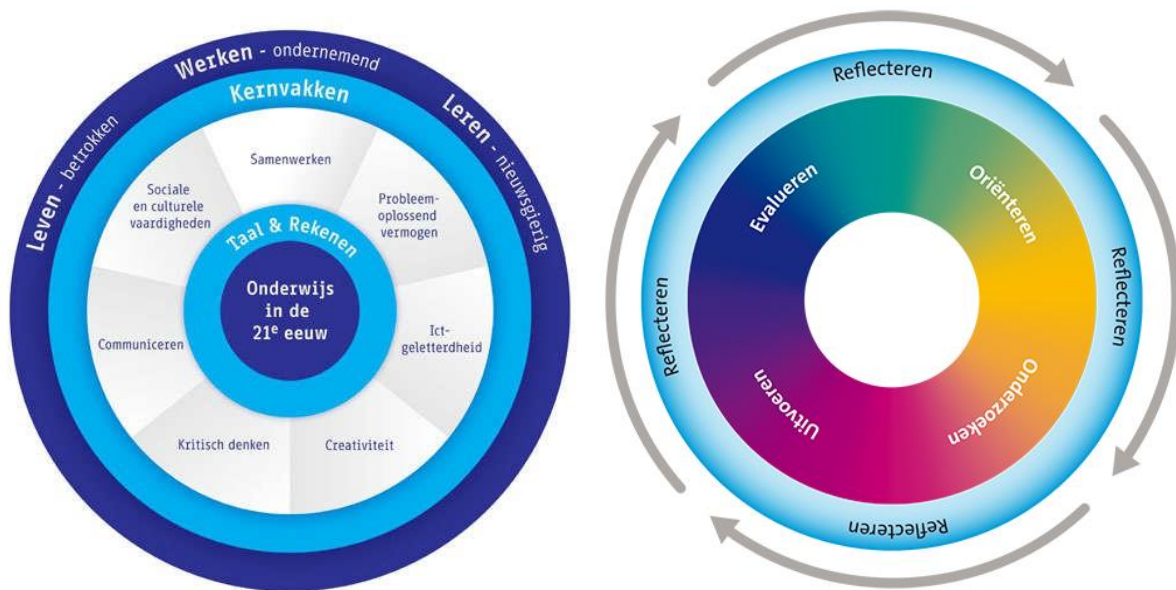 Werken - ondernemend
Kernvakken
Leren - nieuwsgierig
Leven - betrokken
Samenwerken
Probleem-
oplossend
vermogen
Ict-
geletterdheid
Creativiteit
Kritisch denken
Communiceren
Sociale
en culturele
vaardigheden
Taal & Rekenen
Onderwijs
in de
21e eeuw
Reflecteren
Reflecteren
Reflecteren
Reflecteren
Oriënteren
Onderzoeken
Uitvoeren
Evalueren